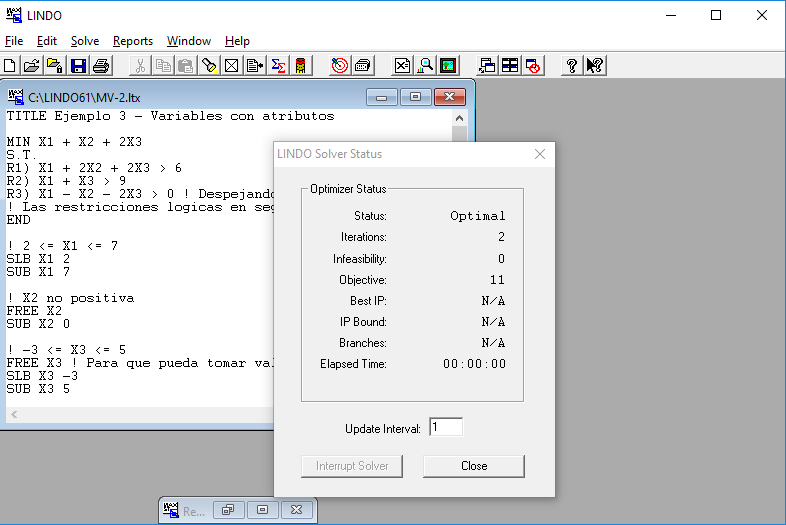 LINDO
File Edit Solve Reports Window Help
C:\LINDO61\MV-2.ltx
TITLE Ejemplo 3 - Variables con atributos
MIN X1 + X2 + 2X3
S.T.
R1) X1 + 2X2 + 2X3 > 6
R2) X1 + X3 > 9
R3) X1 - X2 - 2X3 > 0 ! Despejando
! Las restricciones logicas en seg
END
! 2 <= X1 <= 7
SLB X1 2
SUB X1 7
! X2 no positiva
FREE X2
SUB X2 0
! -3 <= X3 <= 5
FREE X3 ! Para que pueda tomar val
SLB X3 -3
SUB X3 5
LINDO Solver Status
Optimizer Status
Status: Optimal
Iterations: 2
Infeasibility: 0
Objective: 11
Best IP: N/A
IP Bound: N/A
Branches: N/A
Elapsed Time: 00:00:00
Update Interval: 1
Interrupt Solver Close
Re...